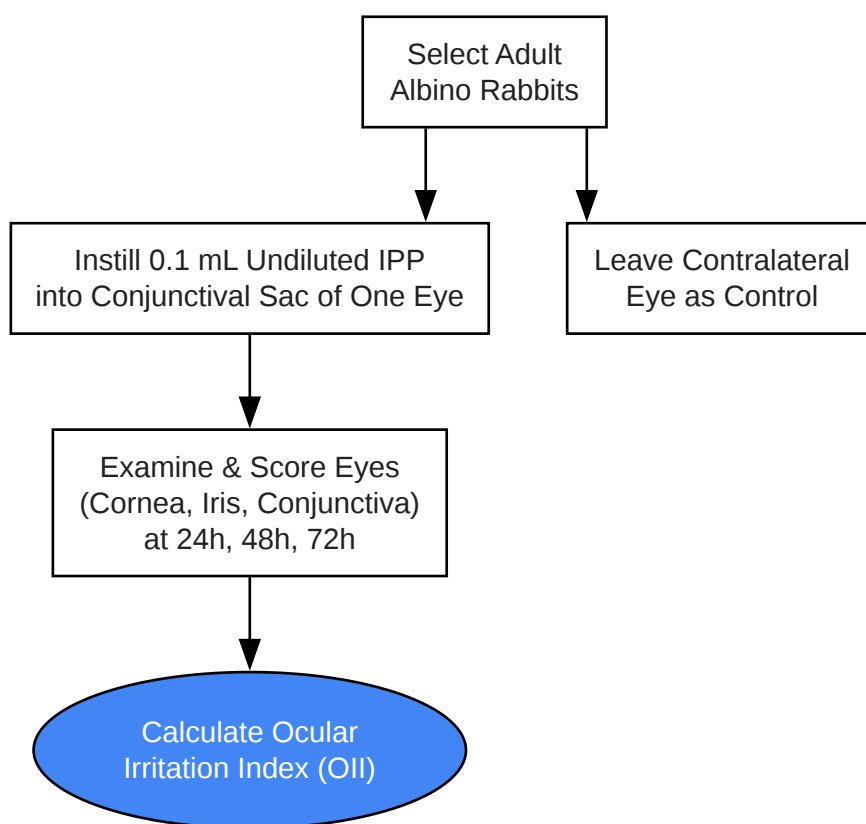 Select Adult
Albino Rabbits
Instill 0.1 mL Undiluted IPP
into Conjunctival Sac of One Eye
Leave Contralateral
Eye as Control
Examine & Score Eyes
(Cornea, Iris, Conjunctiva)
at 24h, 48h, 72h
Calculate Ocular
Irritation Index (OII)